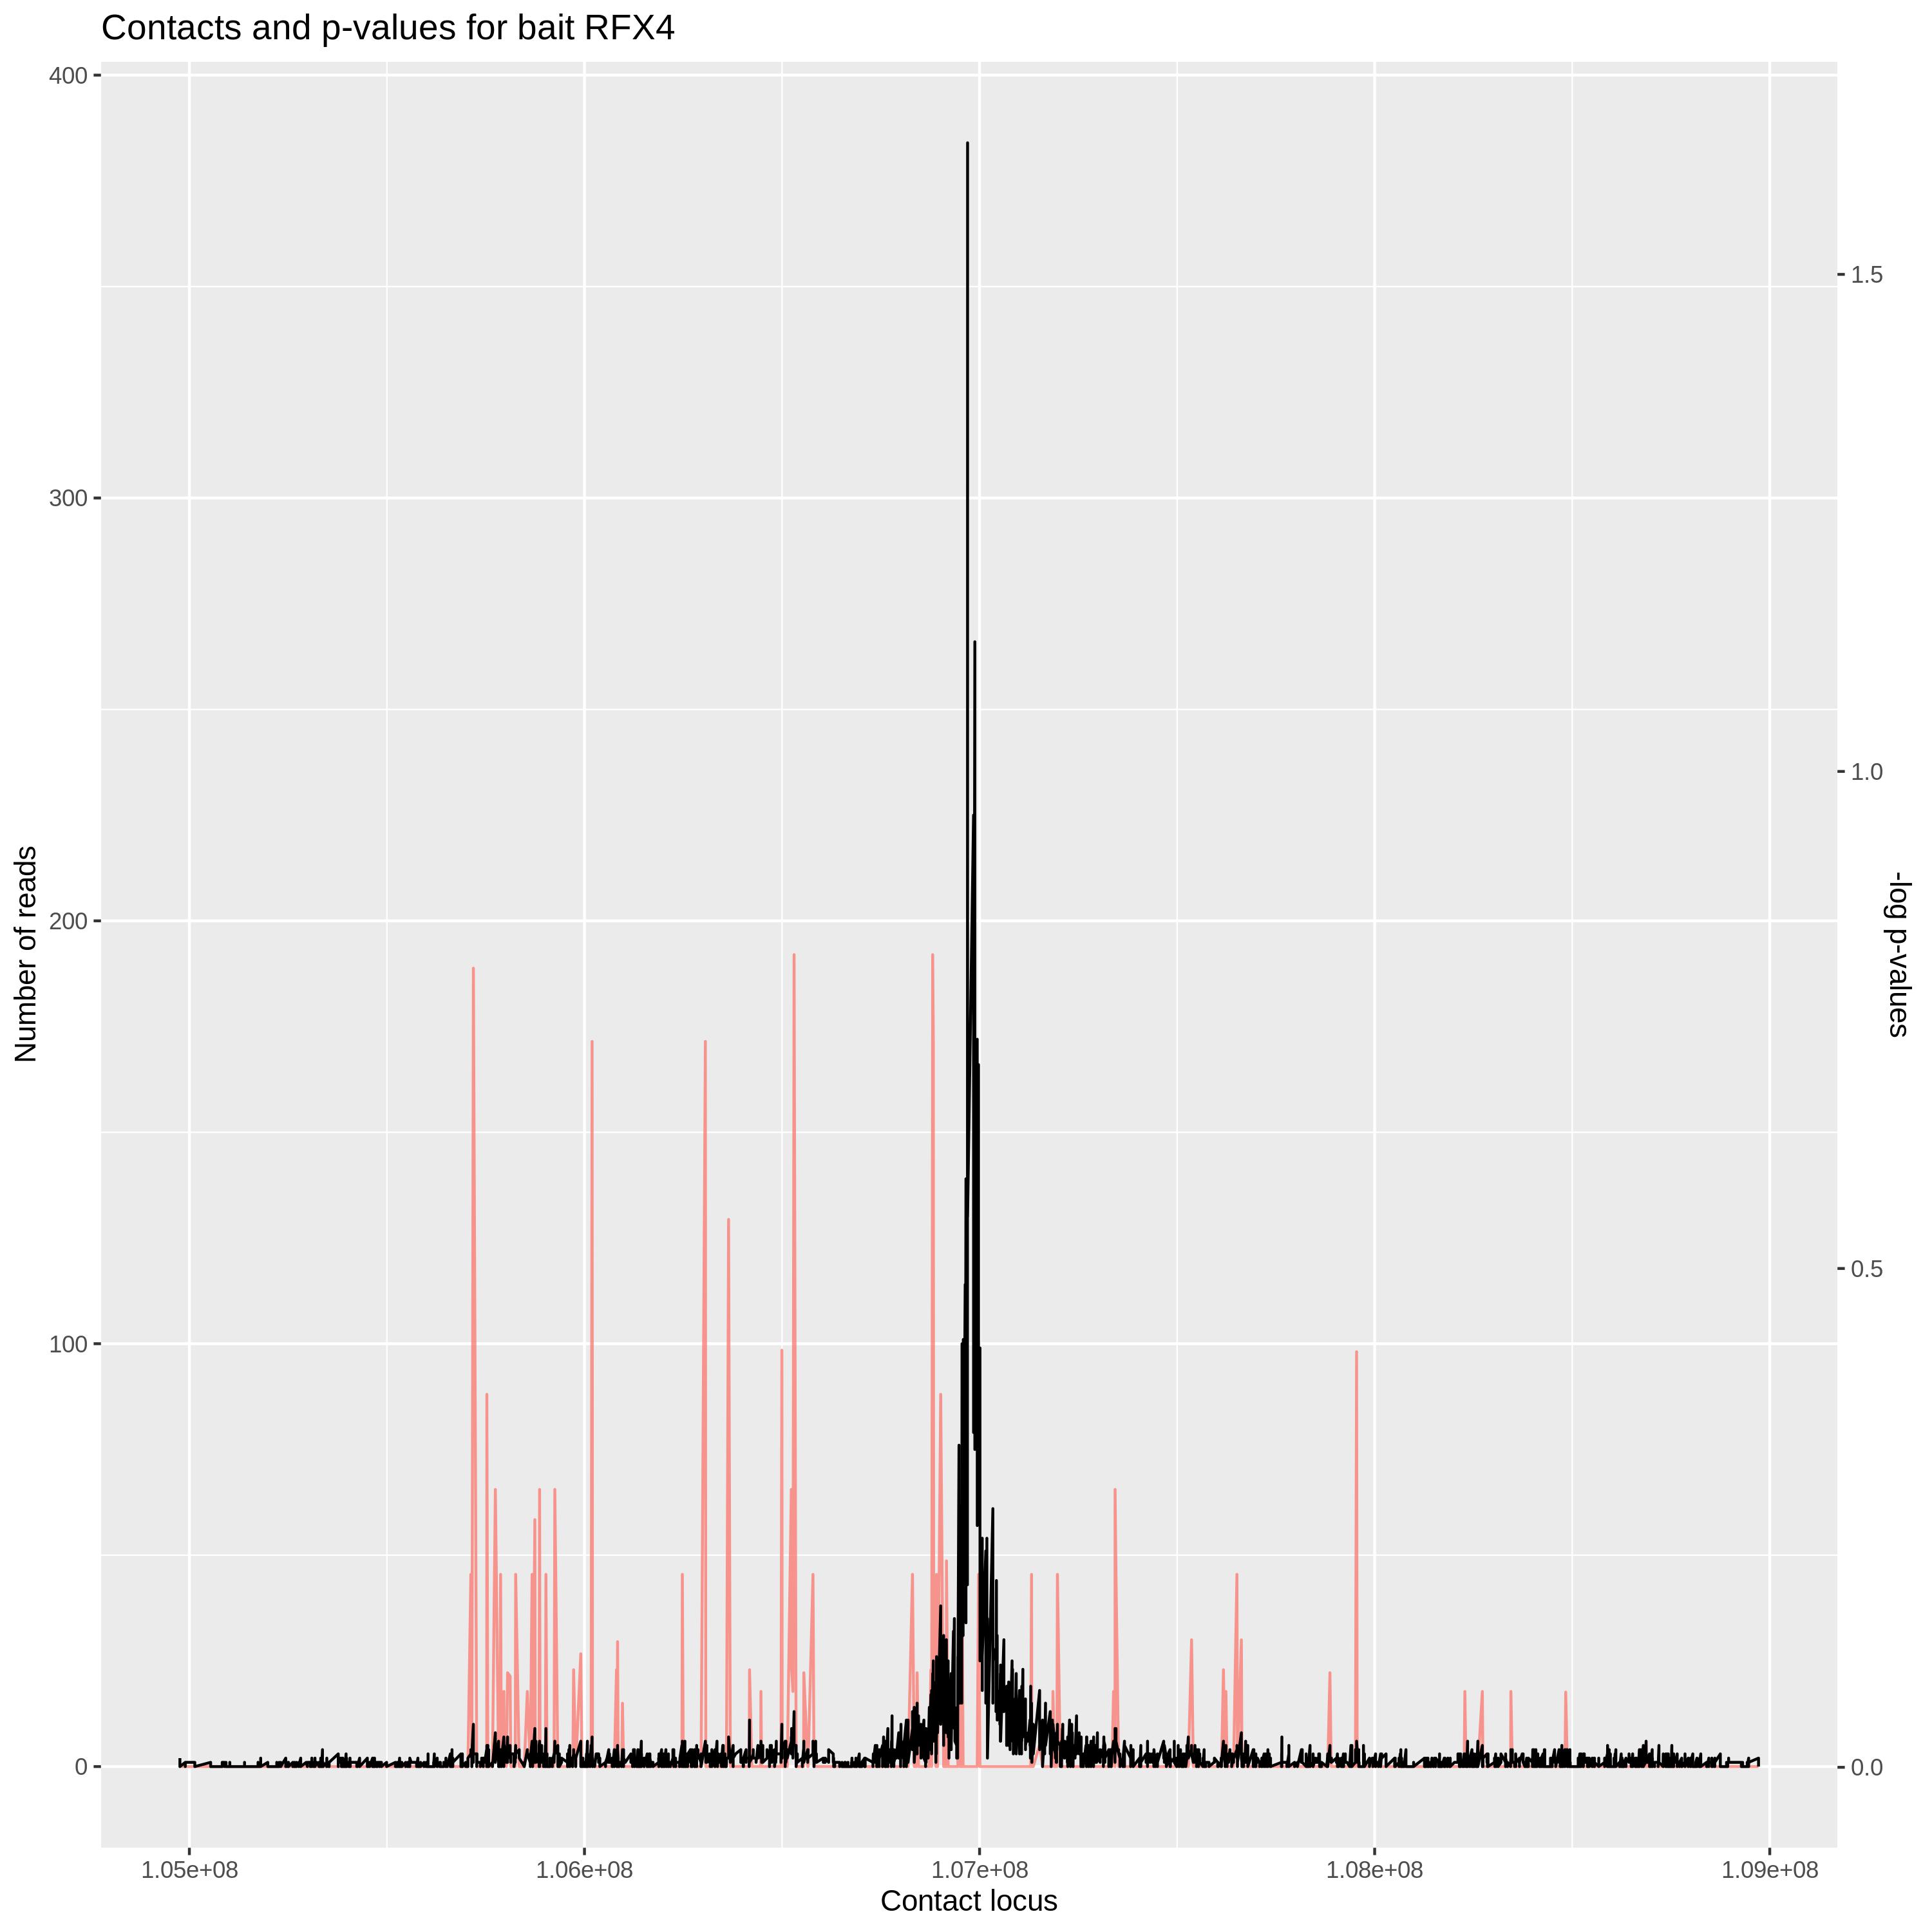 Contacts and p-values for bait RFX4
400
300
200
100
0
Number of reads
1.5
1.0
0.5
0.0
-log p-values
1.05e+08 1.06e+08 1.07e+08 1.08e+08 1.09e+08
Contact locus